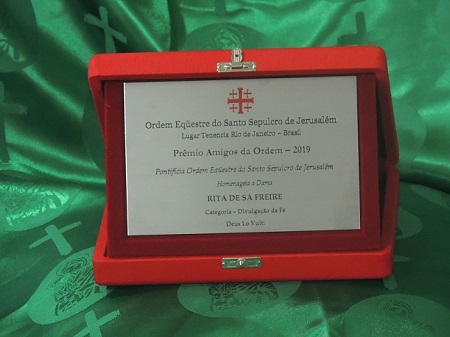 Ordem Eqüestre do Santo Sepulcro de Jerusalém
Lugar Tenencia Rio de Janeiro – Brasil
Prêmio Amigos da Ordem – 2019
Pontifícia Ordem Eqüestre do Santo Sepulcro de Jerusalém
Homenageia a Dama
RITA DE SÁ FREIRE
Categoria – Divulgação da Fé
Deus Lo Vult!